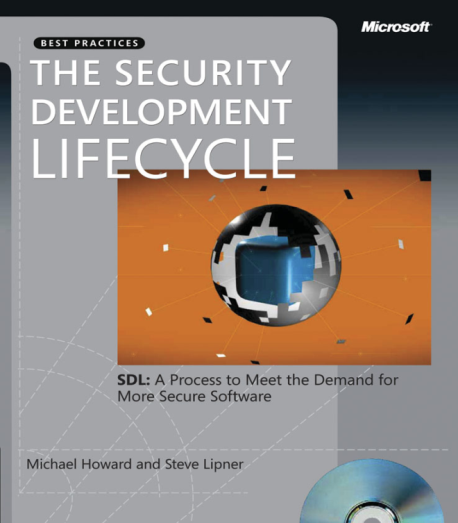 Microsoft
BEST PRACTICES
THE SECURITY
DEVELOPMENT
LIFECYCLE
SDL: A Process to Meet the Demand for
More Secure Software
Michael Howard and Steve Lipner